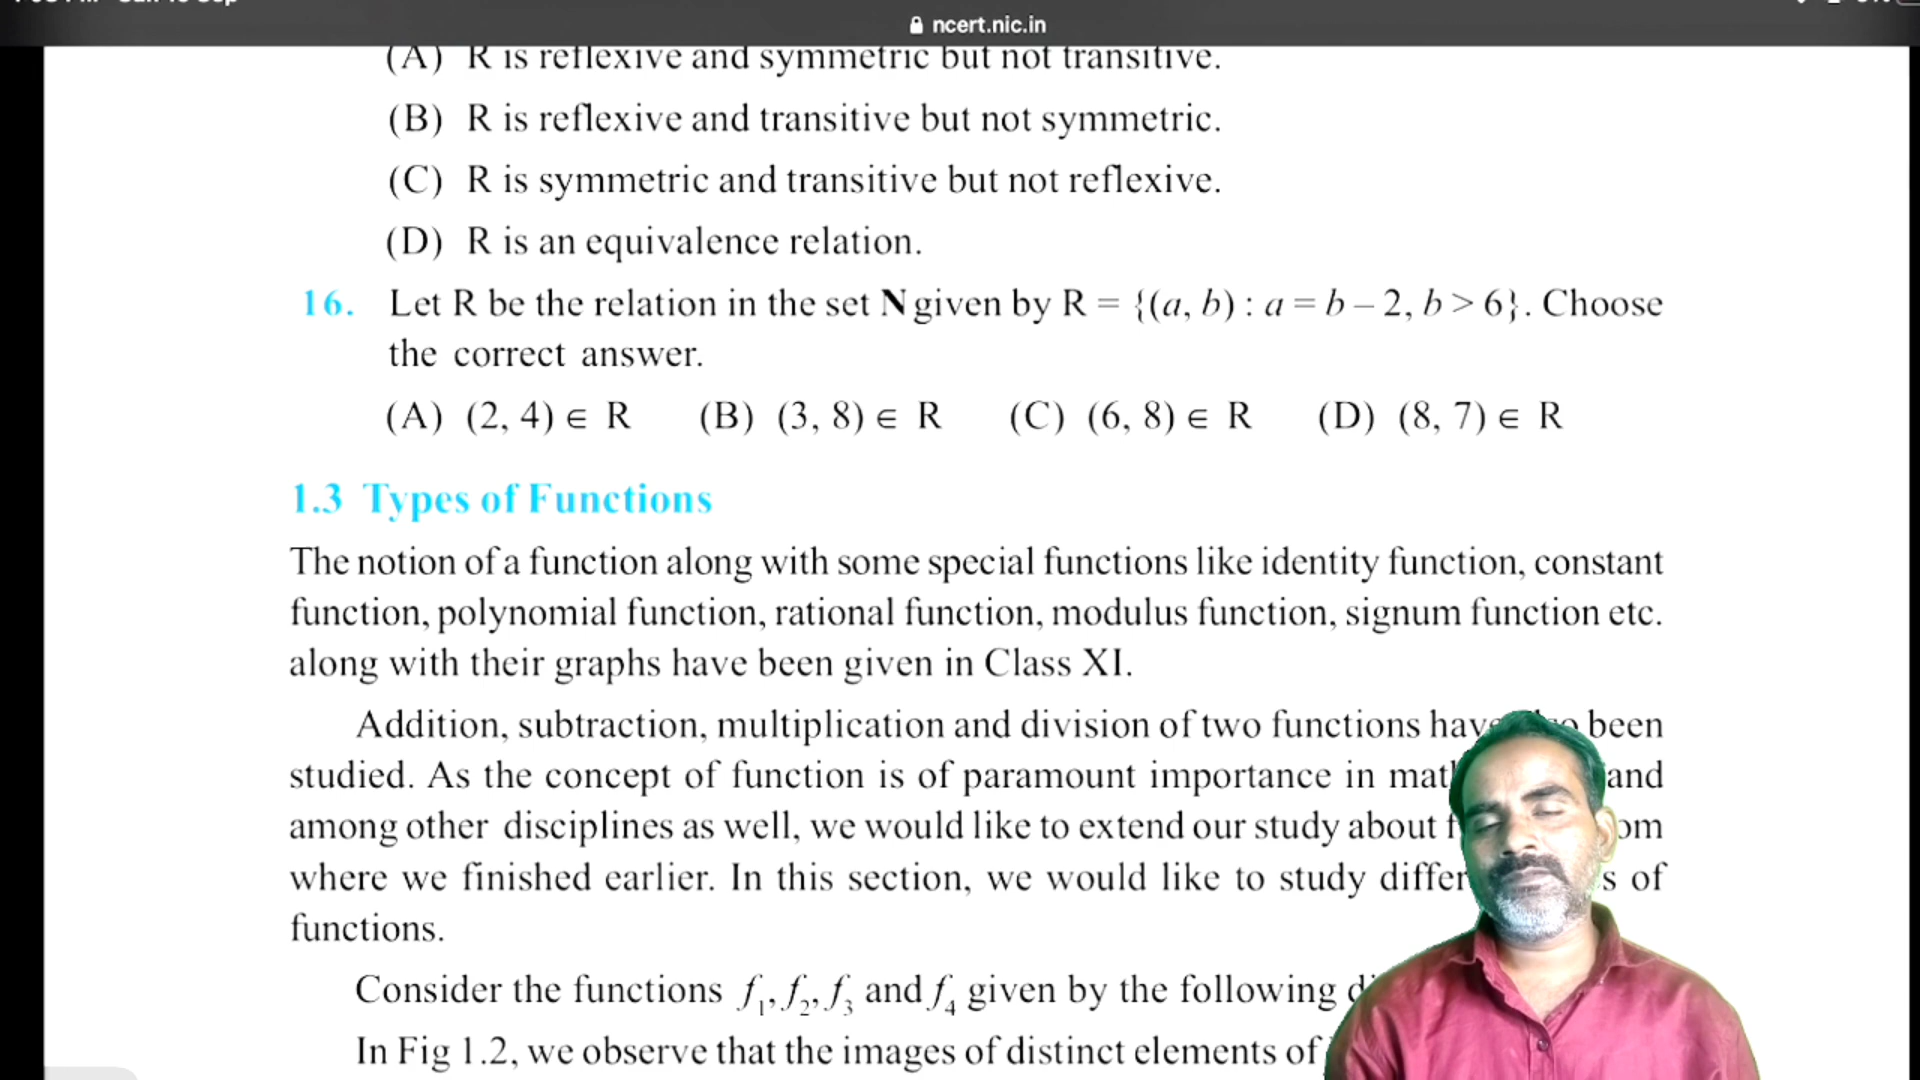 ncert.nic.in
(A) R is reflexive and symmetric but not transitive.
(B) R is reflexive and transitive but not symmetric.
(C) R is symmetric and transitive but not reflexive.
(D) R is an equivalence relation.
16. Let R be the relation in the set N given by R = {(a, b) : a = b – 2, b > 6}. Choose
the correct answer.
(A) (2, 4) ∈ R (B) (3, 8) ∈ R (C) (6, 8) ∈ R (D) (8, 7) ∈ R
1.3 Types of Functions
The notion of a function along with some special functions like identity function, constant
function, polynomial function, rational function, modulus function, signum function etc.
along with their graphs have been given in Class XI.
Addition, subtraction, multiplication and division of two functions have been
studied. As the concept of function is of paramount importance in and
among other disciplines as well, we would like to extend our study about
where we finished earlier. In this section, we would like to study of
functions.
Consider the functions f₁, f₂, f₃ and f₄ given by the following
In Fig 1.2, we observe that the images of distinct elements of